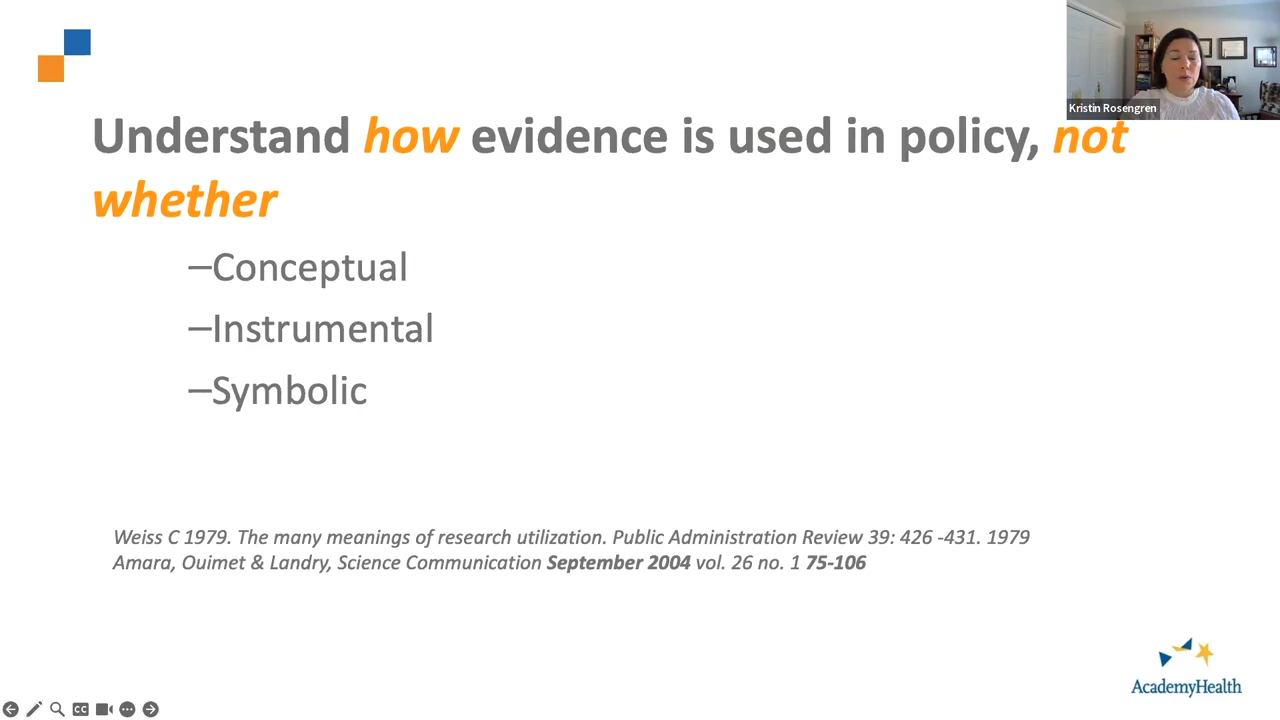 Kristin Rosengren
Understand how evidence is used in policy, not
whether
–Conceptual
–Instrumental
–Symbolic
Weiss C 1979. The many meanings of research utilization. Public Administration Review 39: 426 -431. 1979
Amara, Ouimet & Landry, Science Communication September 2004 vol. 26 no. 1 75-106
AcademyHealth
CC